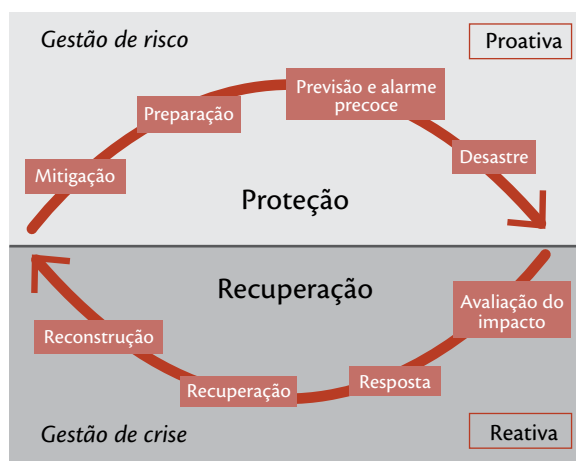 Gestão de risco
Proativa
Previsão e alarme
precoce
Preparação
Desastre
Mitigação
Proteção
Recuperação
Avaliação do
impacto
Reconstrução
Resposta
Recuperação
Gestão de crise
Reativa